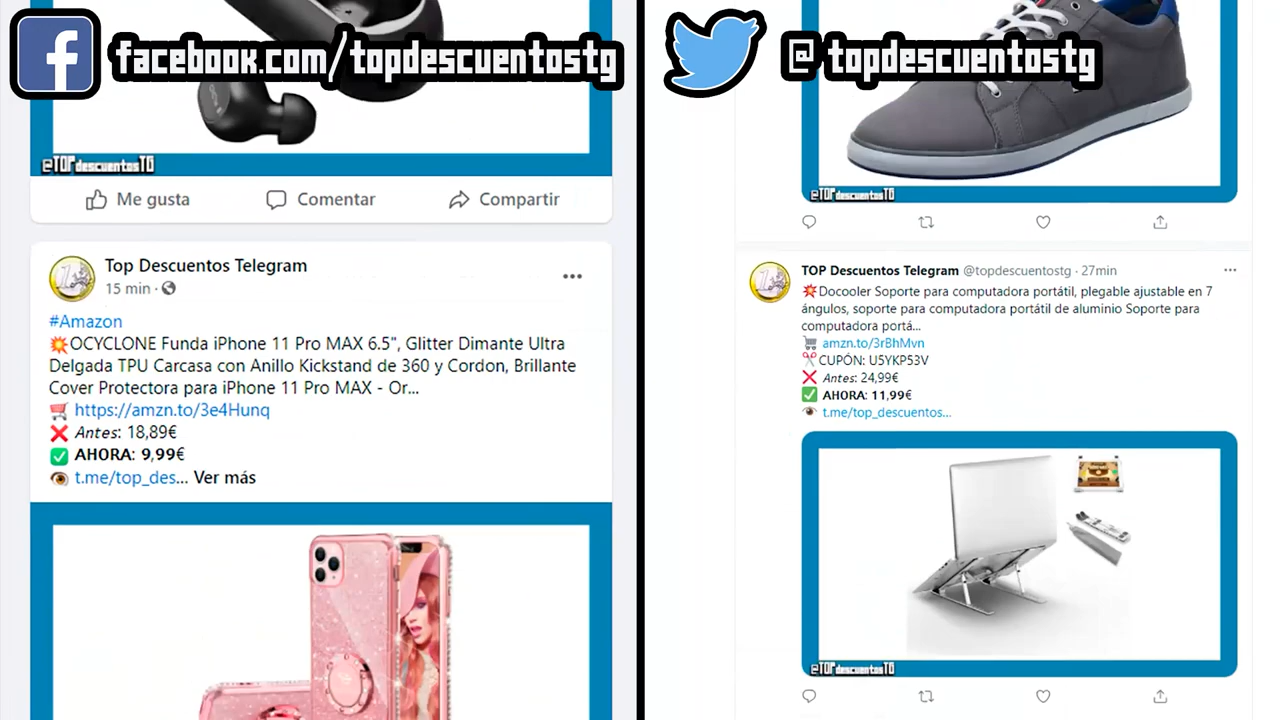 facebook.com/topdescuentostg
@TOPdescuentosTG
Me gusta
Comentar
Compartir
Top Descuentos Telegram
15 min ·
#Amazon
💥OCYCLONE Funda iPhone 11 Pro MAX 6.5", Glitter Dimante Ultra
Delgada TPU Carcasa con Anillo Kickstand de 360 y Cordon, Brillante
Cover Protectora para iPhone 11 Pro MAX - Or...
🛒 https://amzn.to/3e4Hunq
❌ Antes: 18,89€
✅ AHORA: 9,99€
👁 t.me/top_des... Ver más
@topdescuentostg
@TOPdescuentosTG
TOP Descuentos Telegram @topdescuentostg · 27min
💥Docooler Soporte para computadora portátil, plegable ajustable en 7
ángulos, soporte para computadora portátil de aluminio Soporte para
computadora portá...
🛒 amzn.to/3rBhMvn
✂️CUPÓN: U5YKP53V
❌ Antes: 24,99€
✅ AHORA: 11,99€
👁 t.me/top_descuentos...
@TOPdescuentosTG